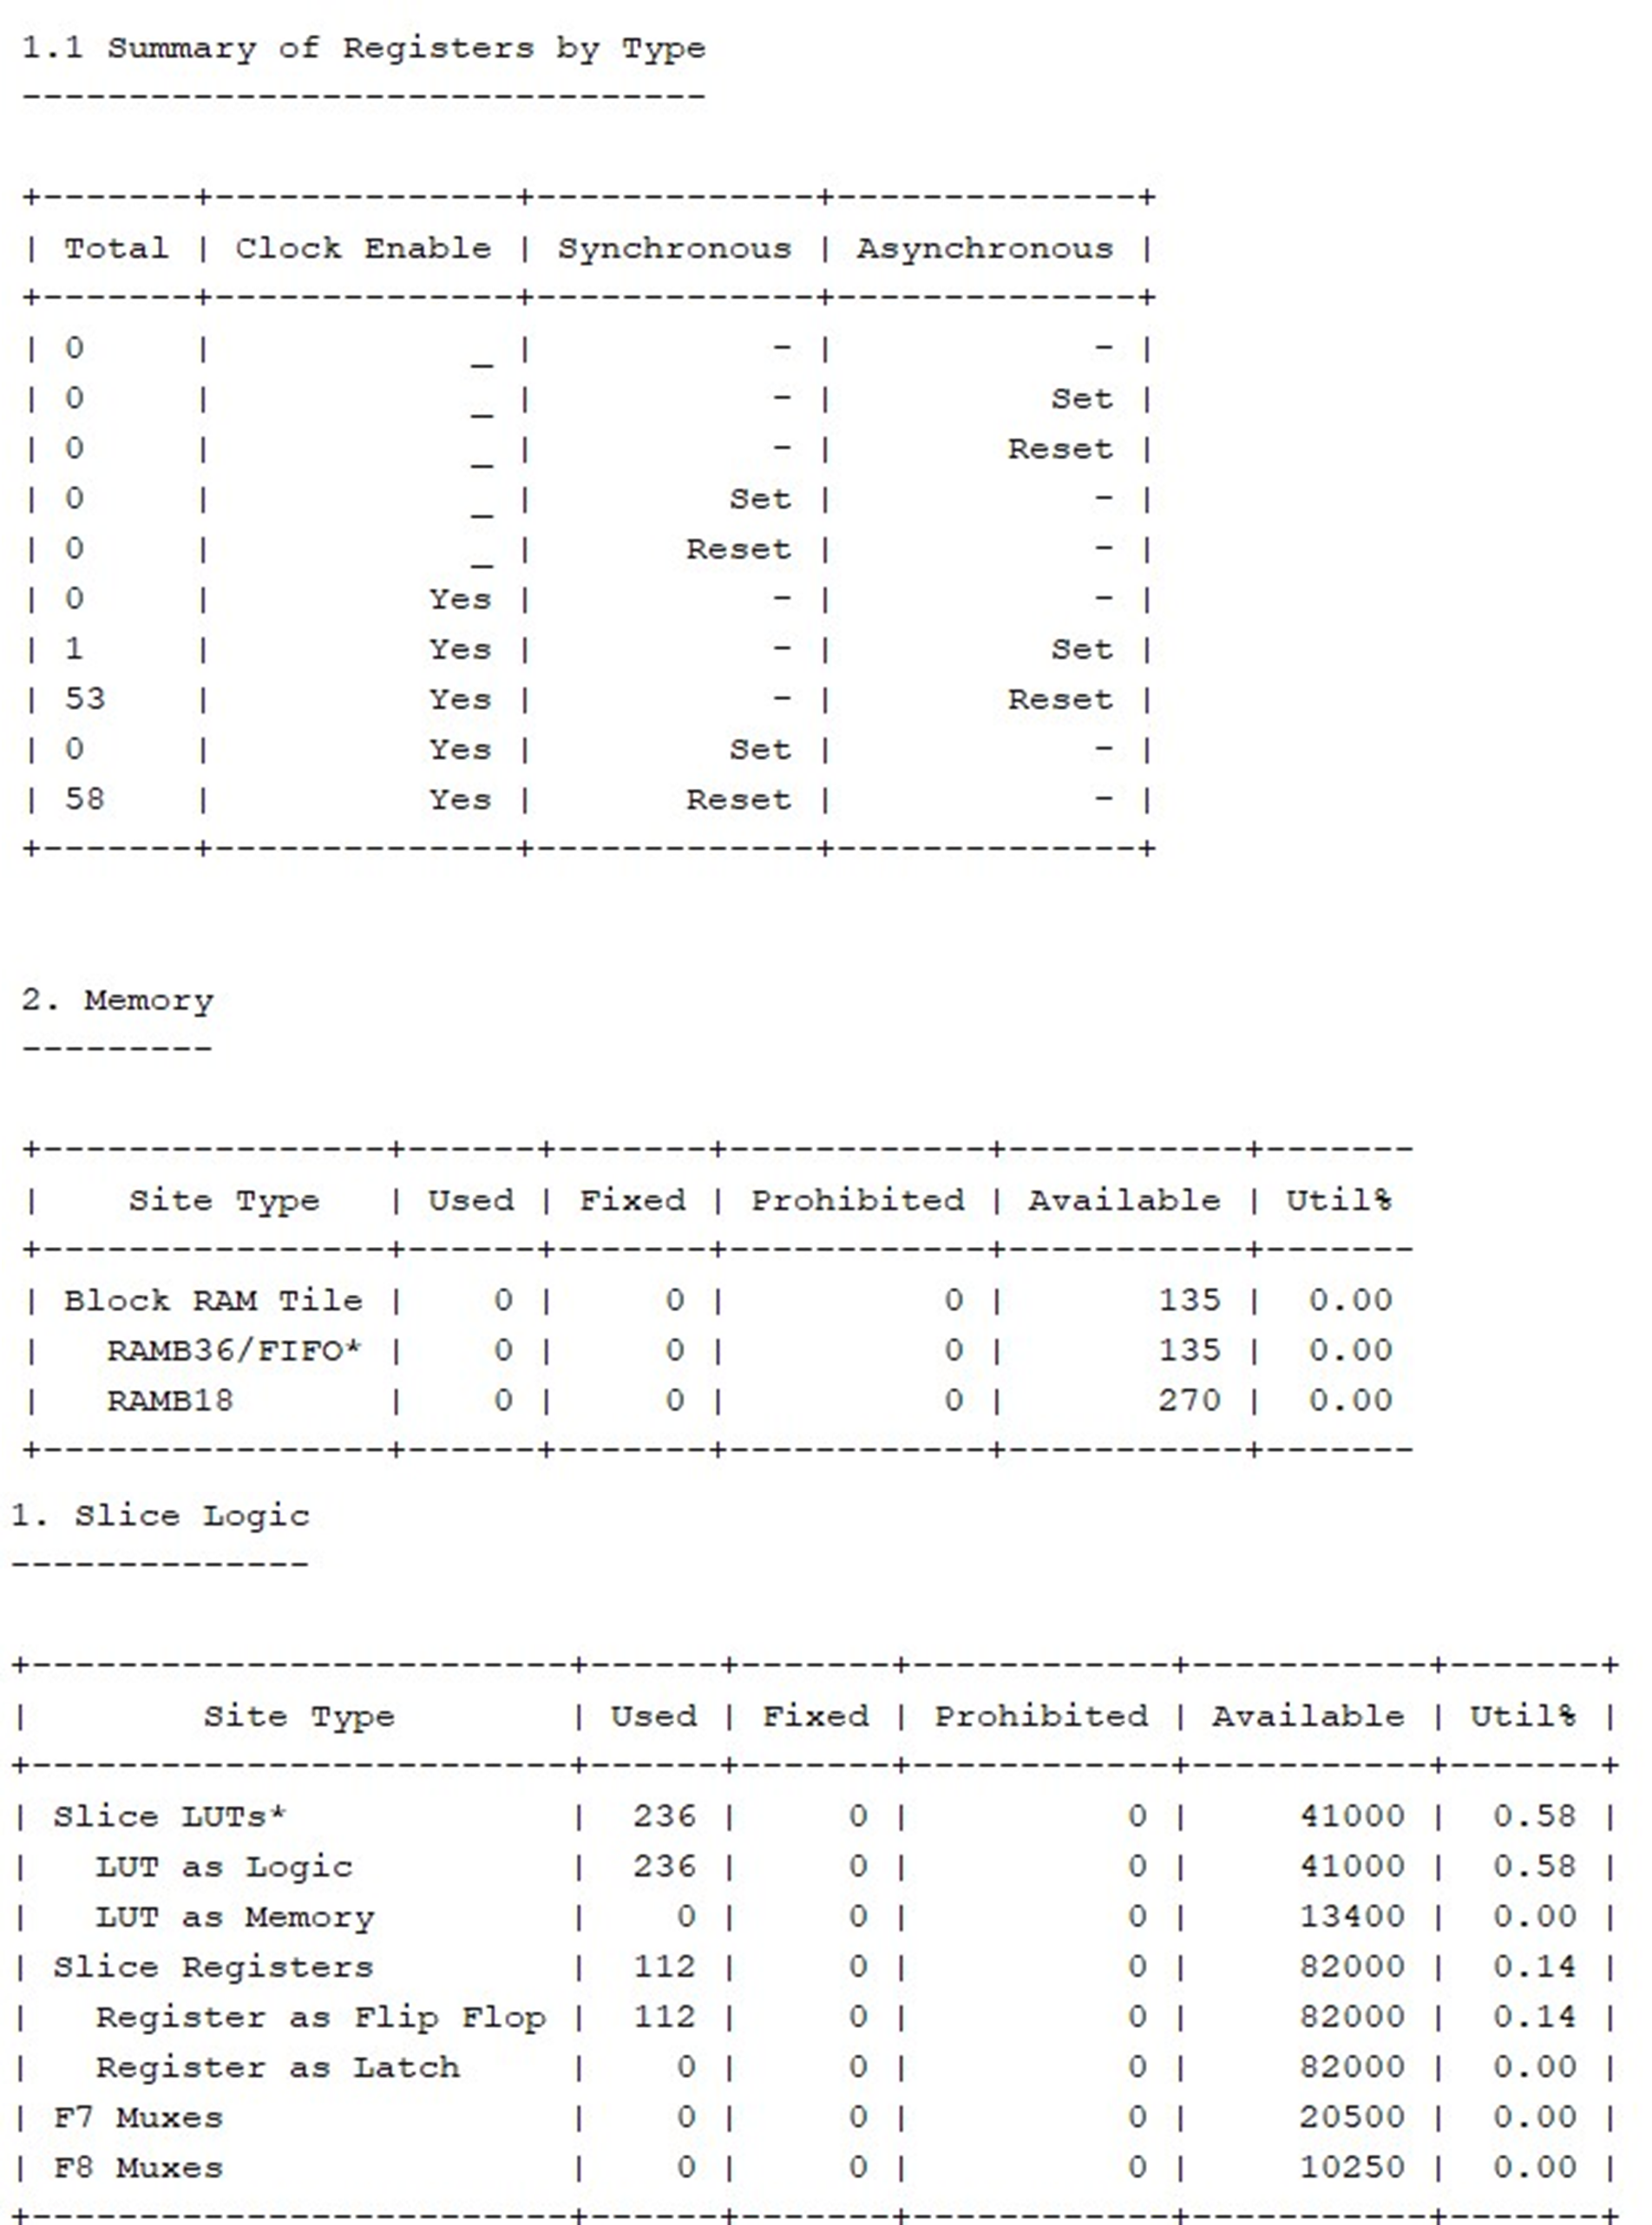 1.1 Summary of Registers by Type
--------------------------------
+-------+--------------+-------------+--------------+
| Total | Clock Enable | Synchronous | Asynchronous |
+-------+--------------+-------------+--------------+
| 0     |            _ |           - |            - |
| 0     |            _ |           - |          Set |
| 0     |            _ |           - |        Reset |
| 0     |            _ |         Set |            - |
| 0     |            _ |       Reset |            - |
| 0     |          Yes |           - |            - |
| 1     |          Yes |           - |          Set |
| 53    |          Yes |           - |        Reset |
| 0     |          Yes |         Set |            - |
| 58    |          Yes |       Reset |            - |
+-------+--------------+-------------+--------------+
2. Memory
---------
+----------------+------+-------+------------+-----------+-------
|    Site Type   | Used | Fixed | Prohibited | Available | Util%
+----------------+------+-------+------------+-----------+-------
| Block RAM Tile |    0 |     0 |          0 |       135 |  0.00
|   RAMB36/FIFO* |    0 |     0 |          0 |       135 |  0.00
|   RAMB18       |    0 |     0 |          0 |       270 |  0.00
+----------------+------+-------+------------+-----------+-------
1. Slice Logic
--------------
+-------------------------+------+-------+------------+-----------+-------+
|        Site Type        | Used | Fixed | Prohibited | Available | Util% |
+-------------------------+------+-------+------------+-----------+-------+
| Slice LUTs*             |  236 |     0 |          0 |     41000 |  0.58 |
|   LUT as Logic          |  236 |     0 |          0 |     41000 |  0.58 |
|   LUT as Memory         |    0 |     0 |          0 |     13400 |  0.00 |
| Slice Registers         |  112 |     0 |          0 |     82000 |  0.14 |
|   Register as Flip Flop |  112 |     0 |          0 |     82000 |  0.14 |
|   Register as Latch     |    0 |     0 |          0 |     82000 |  0.00 |
| F7 Muxes                |    0 |     0 |          0 |     20500 |  0.00 |
| F8 Muxes                |    0 |     0 |          0 |     10250 |  0.00 |
+-------------------------+------+-------+------------+-----------+-------+